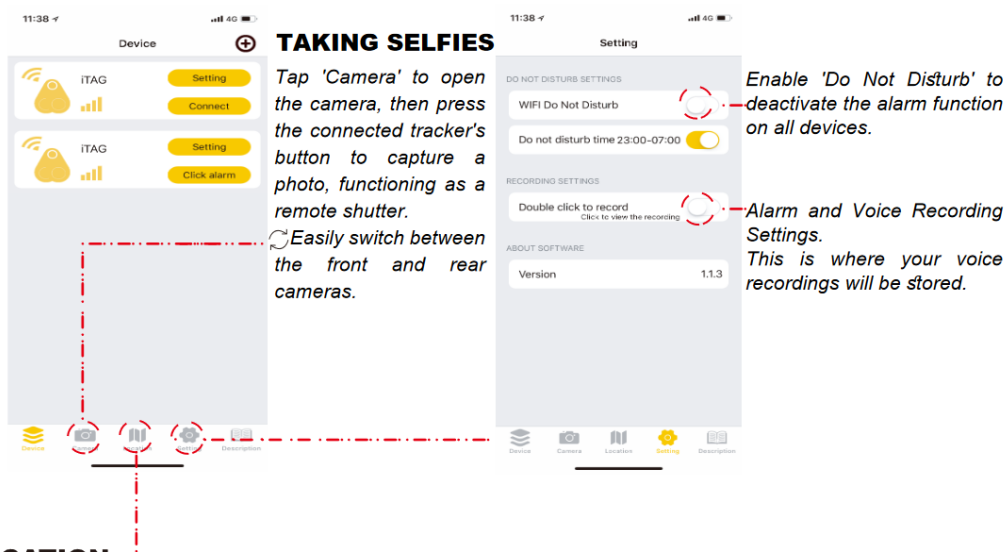 11:38
4G
Device
iTAG
Setting
Connect
iTAG
Setting
Click alarm
Device
Camera
Location
Setting
Description
TAKING SELFIES
Tap 'Camera' to open
the camera, then press
the connected tracker's
button to capture a
photo, functioning as a
remote shutter.
Easily switch between
the front and rear
cameras.
11:38
4G
Setting
DO NOT DISTURB SETTINGS
WIFI Do Not Disturb
Do not disturb time 23:00-07:00
RECORDING SETTINGS
Double click to record
Click to view the recording
ABOUT SOFTWARE
Version 1.1.3
Device
Camera
Location
Setting
Description
Enable 'Do Not Disturb' to
deactivate the alarm function
on all devices.
Alarm and Voice Recording
Settings.
This is where your voice
recordings will be stored.